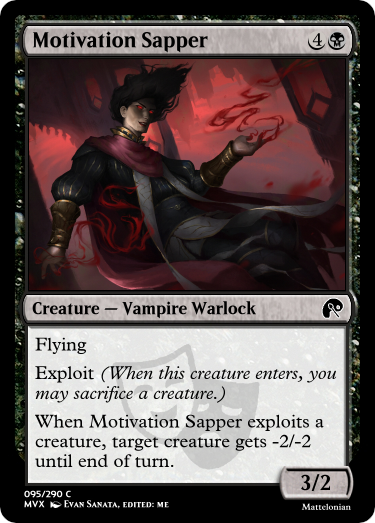 Motivation Sapper 4
Creature — Vampire Warlock
Flying
Exploit (When this creature enters, you
may sacrifice a creature.)
When Motivation Sapper exploits a
creature, target creature gets -2/-2
until end of turn.
3/2
095/290 C
MVX EVAN SANATA, EDITED: ME
Mattelonian